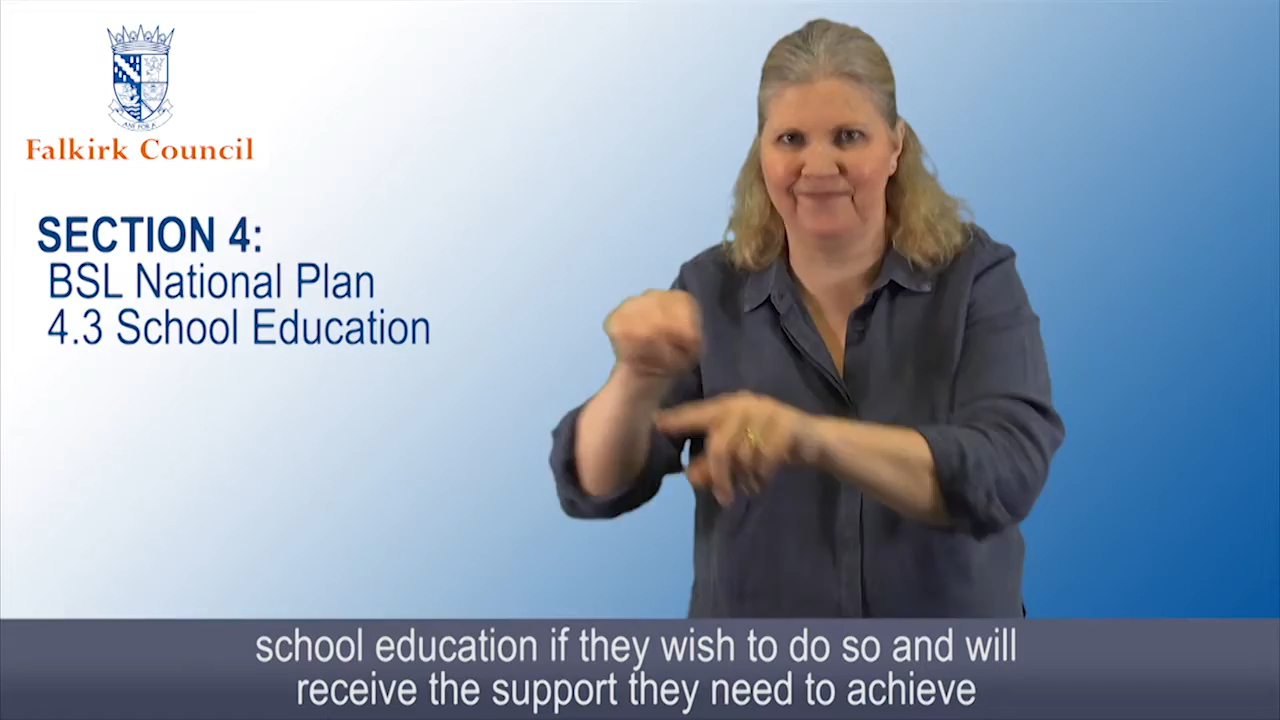 Falkirk Council
SECTION 4:
BSL National Plan
4.3 School Education
school education if they wish to do so and will
receive the support they need to achieve